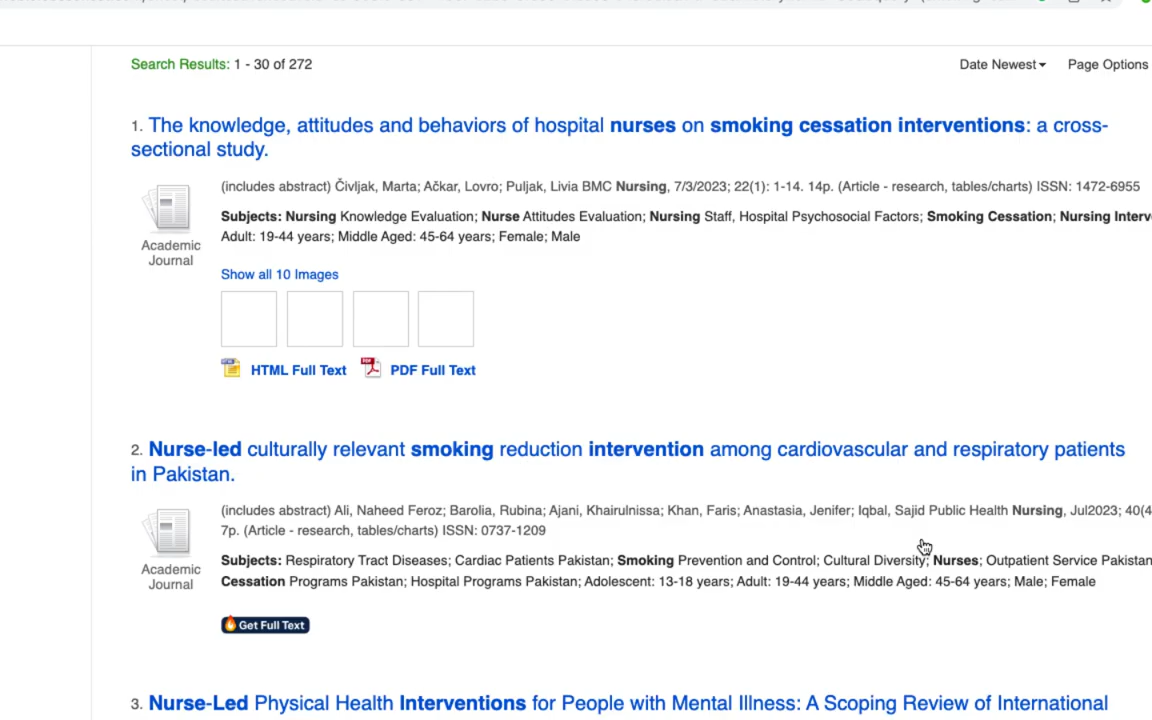 Search Results: 1 - 30 of 272
Date Newest
Page Options
1. The knowledge, attitudes and behaviors of hospital nurses on smoking cessation interventions: a cross-
sectional study.
(includes abstract) Čivljak, Marta; Ačkar, Lovro; Puljak, Livia BMC Nursing, 7/3/2023; 22(1): 1-14. 14p. (Article - research, tables/charts) ISSN: 1472-6955
Subjects: Nursing Knowledge Evaluation; Nurse Attitudes Evaluation; Nursing Staff, Hospital Psychosocial Factors; Smoking Cessation; Nursing Interv
Adult: 19-44 years; Middle Aged: 45-64 years; Female; Male
Academic
Journal
Show all 10 Images
HTML Full Text
PDF Full Text
2. Nurse-led culturally relevant smoking reduction intervention among cardiovascular and respiratory patients
in Pakistan.
(includes abstract) Ali, Naheed Feroz; Barolia, Rubina; Ajani, Khairulnissa; Khan, Faris; Anastasia, Jenifer; Iqbal, Sajid Public Health Nursing, Jul2023; 40(4
7p. (Article - research, tables/charts) ISSN: 0737-1209
Subjects: Respiratory Tract Diseases; Cardiac Patients Pakistan; Smoking Prevention and Control; Cultural Diversity; Nurses; Outpatient Service Pakistan
Cessation Programs Pakistan; Hospital Programs Pakistan; Adolescent: 13-18 years; Adult: 19-44 years; Middle Aged: 45-64 years; Male; Female
Academic
Journal
Get Full Text
3. Nurse-Led Physical Health Interventions for People with Mental Illness: A Scoping Review of International